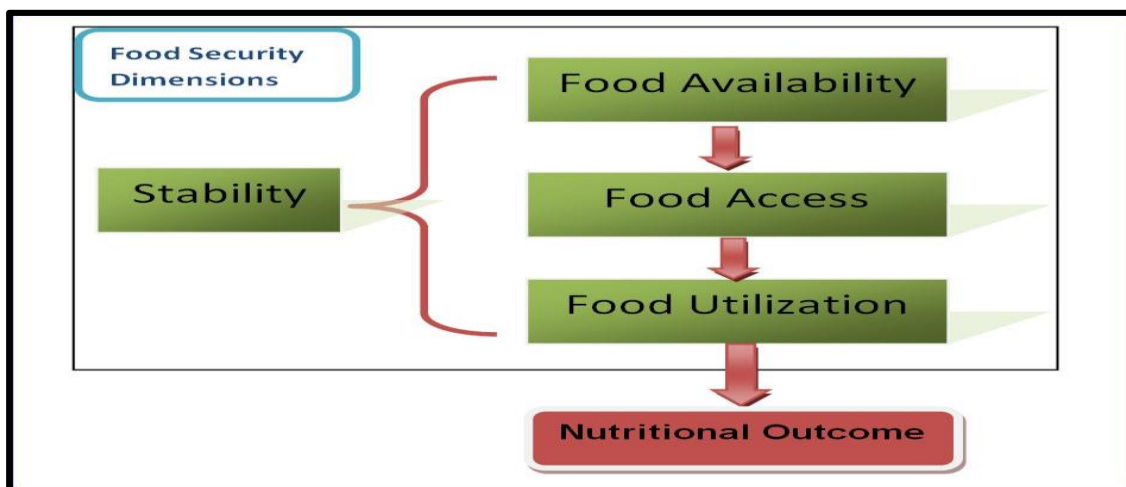 Food Security
Dimensions
Food Availability
Stability
Food Access
Food Utilization
Nutritional Outcome